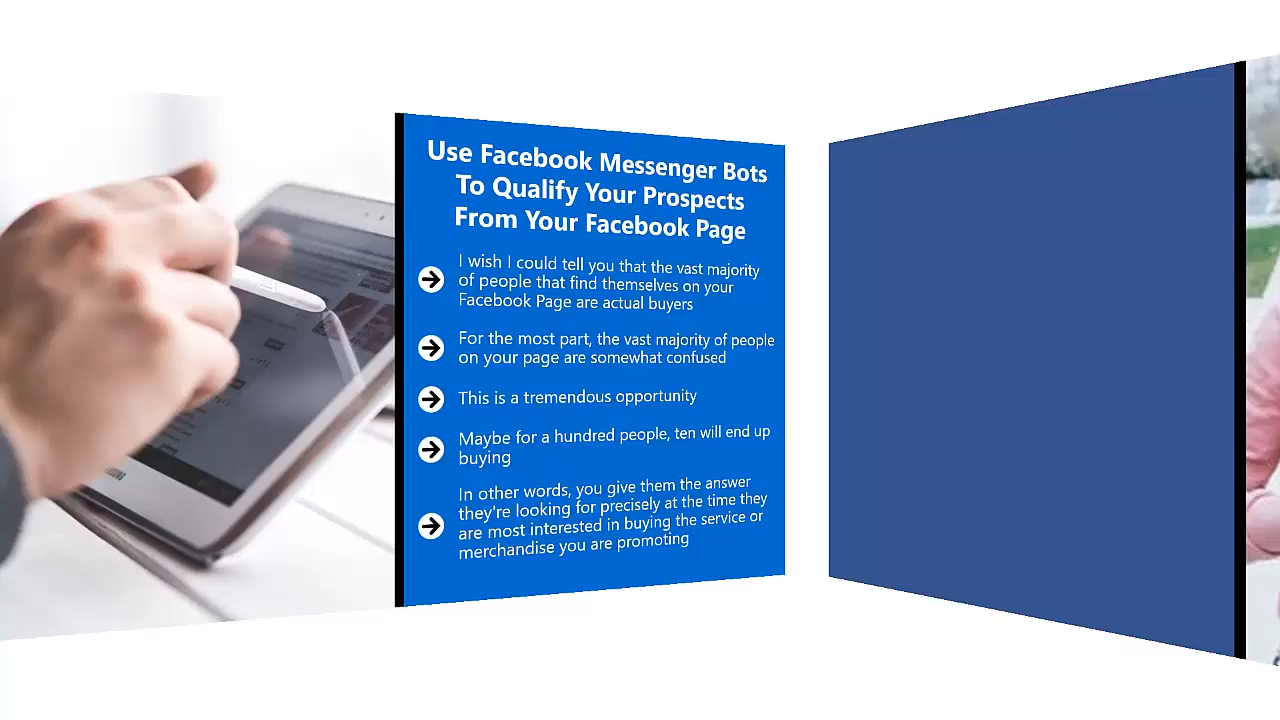 Use Facebook Messenger Bots
To Qualify Your Prospects
From Your Facebook Page
I wish I could tell you that the vast majority
of people that find themselves on your
Facebook Page are actual buyers
For the most part, the vast majority of people
on your page are somewhat confused
This is a tremendous opportunity
Maybe for a hundred people, ten will end up
buying
In other words, you give them the answer
they're looking for precisely at the time they
are most interested in buying the service or
merchandise you are promoting